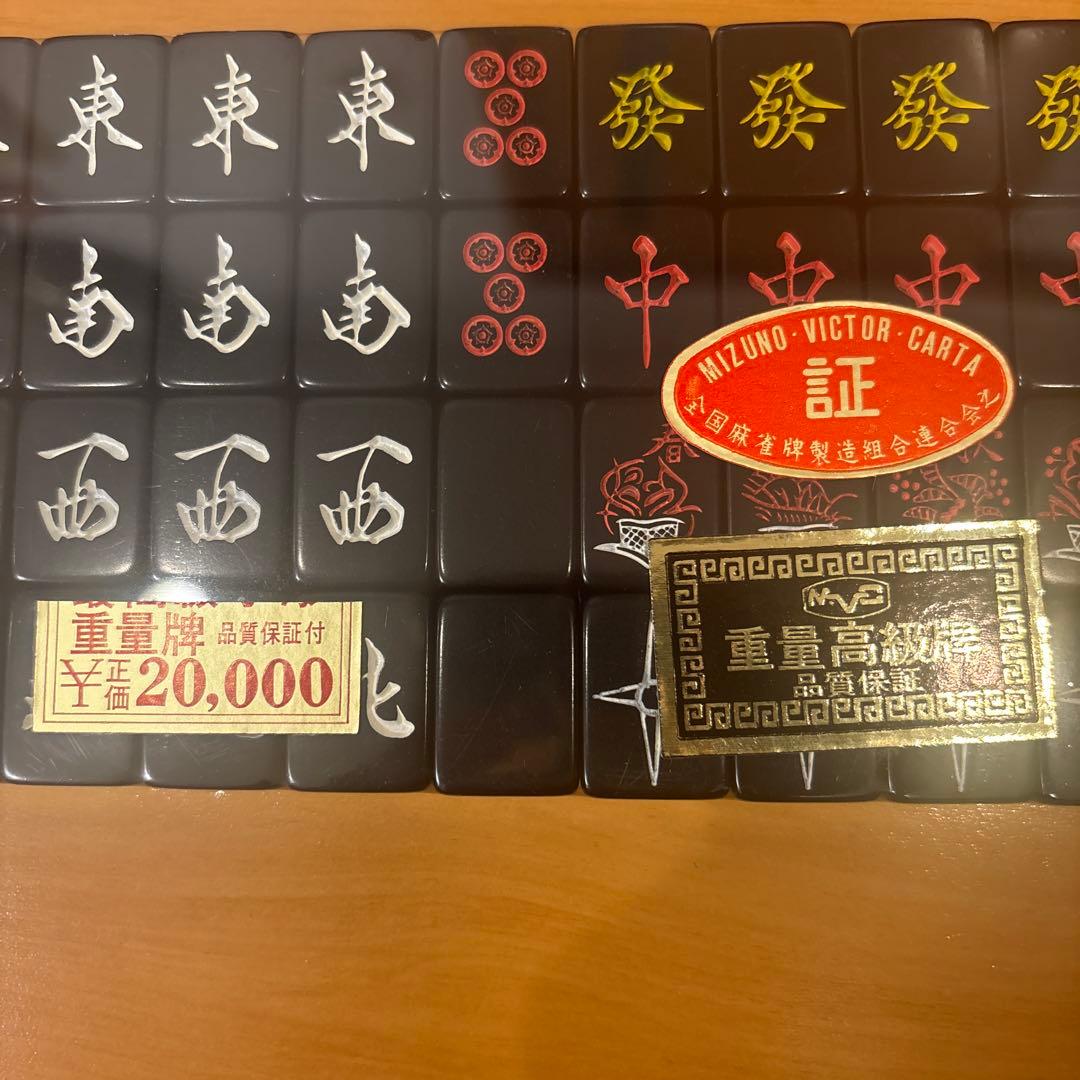 東 東 東 發 發 發 發
南 南 南 中 中 中 中
西 西 西 春
北
MIZUNO・VICTOR・CARTA
証
全国麻雀牌製造組合連合会之
重量牌 品質保証付
¥正価20,000
MVC
重量高級牌
品質保証